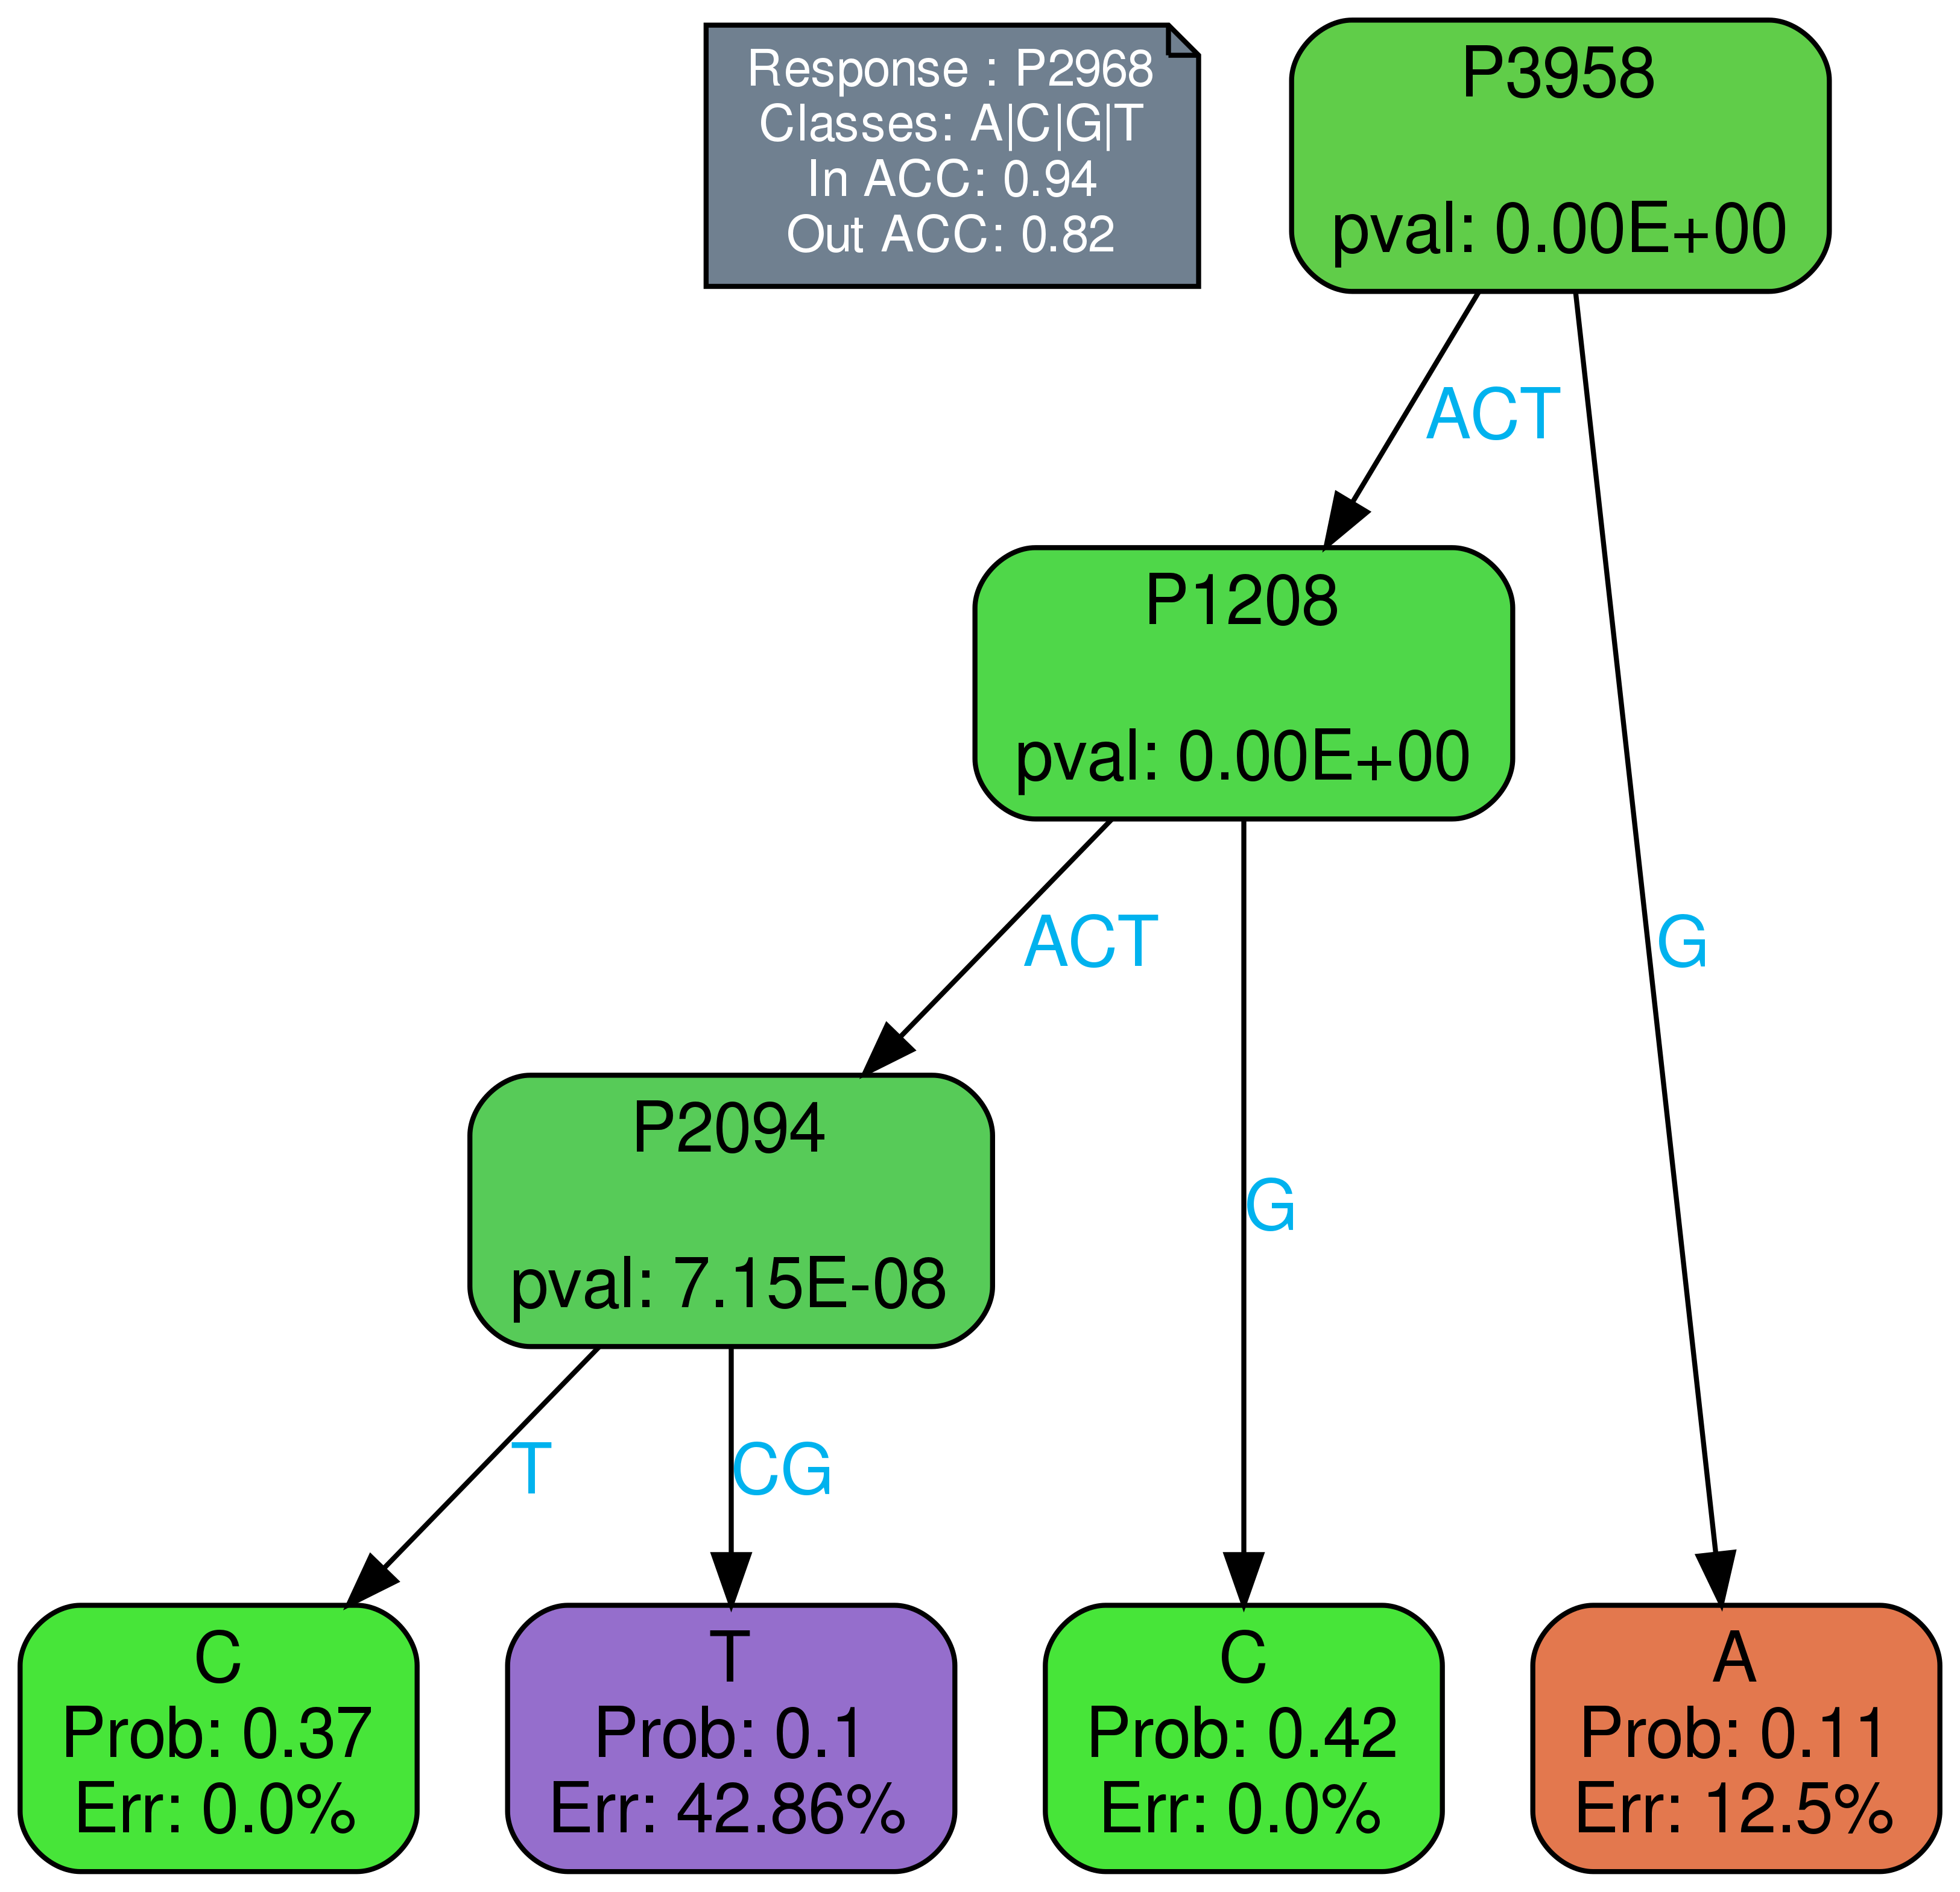 Response : P2968
Classes: A|C|G|T
In ACC: 0.94
Out ACC: 0.82
P3958
pval: 0.00E+00
ACT
G
P1208
pval: 0.00E+00
ACT
G
P2094
pval: 7.15E-08
T
CG
C
Prob: 0.37
Err: 0.0%
T
Prob: 0.1
Err: 42.86%
C
Prob: 0.42
Err: 0.0%
A
Prob: 0.11
Err: 12.5%